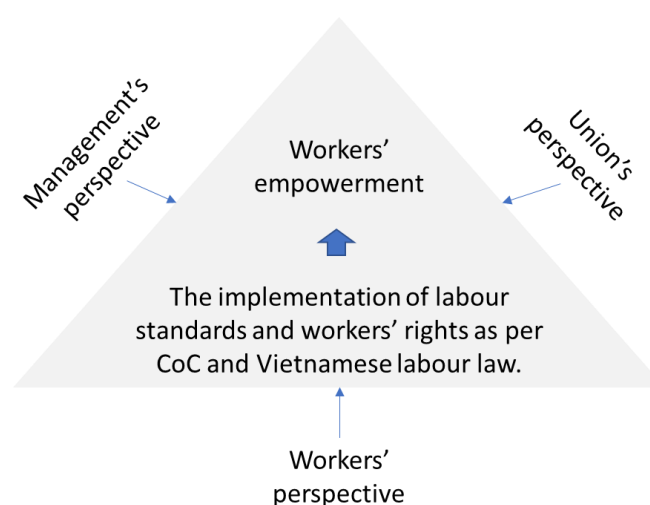 Management's
perspective
Union's
perspective
Workers'
empowerment
The implementation of labour
standards and workers' rights as per
CoC and Vietnamese labour law.
Workers'
perspective